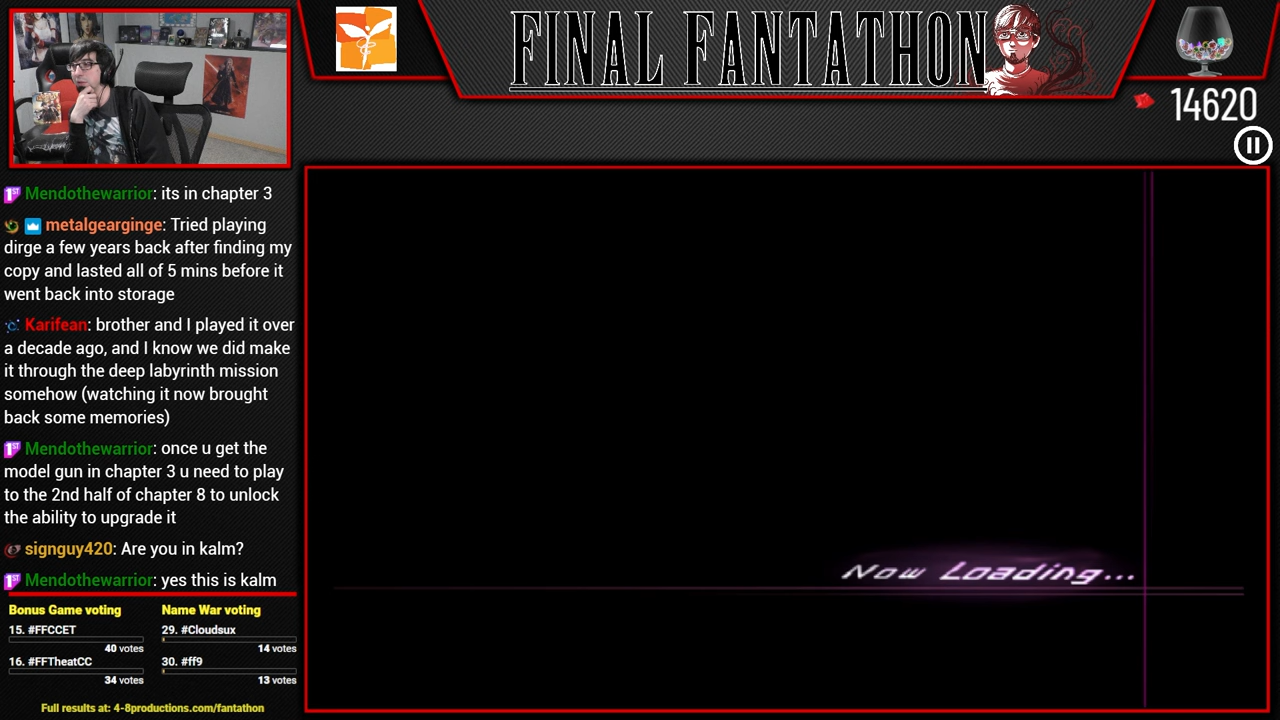 FINAL FANTATHON
14620
Mendothewarrior: its in chapter 3
metalgearginge: Tried playing
dirge a few years back after finding my
copy and lasted all of 5 mins before it
went back into storage
Karifean: brother and I played it over
a decade ago, and I know we did make
it through the deep labyrinth mission
somehow (watching it now brought
back some memories)
Mendothewarrior: once u get the
model gun in chapter 3 u need to play
to the 2nd half of chapter 8 to unlock
the ability to upgrade it
signguy420: Are you in kalm?
Mendothewarrior: yes this is kalm
Bonus Game voting
15. #FFCCET
40 votes
16. #FFTheatCC
34 votes
Name War voting
29. #Cloudsux
14 votes
30. #ff9
13 votes
Full results at: 4-8productions.com/fantathon
Now Loading...